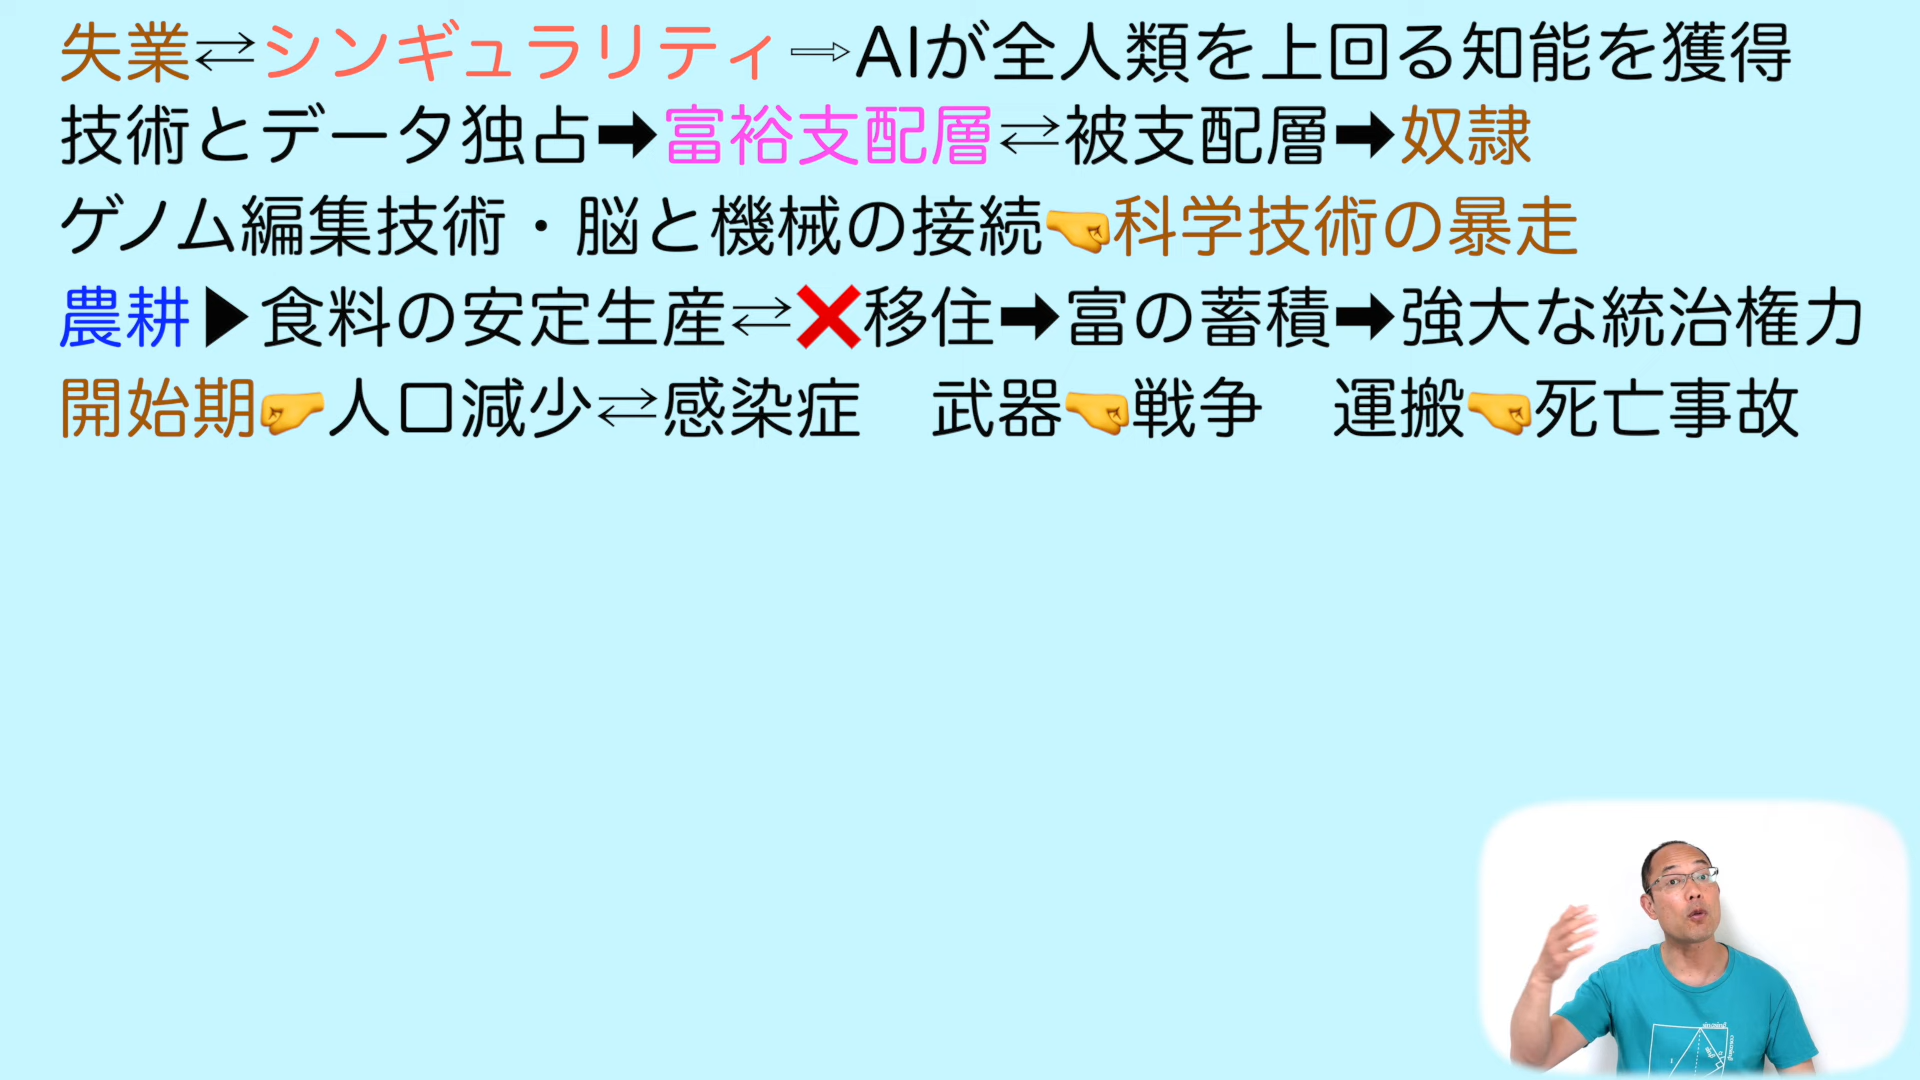 失業⇄シンギュラリティ⇨AIが全人類を上回る知能を獲得
技術とデータ独占➡富裕支配層⇄被支配層➡奴隷
ゲノム編集技術・脳と機械の接続🤜科学技術の暴走
農耕▶食料の安定生産⇄❌移住➡富の蓄積➡強大な統治権力
開始期🤛人口減少⇄感染症　武器🤜戦争　運搬🤜死亡事故